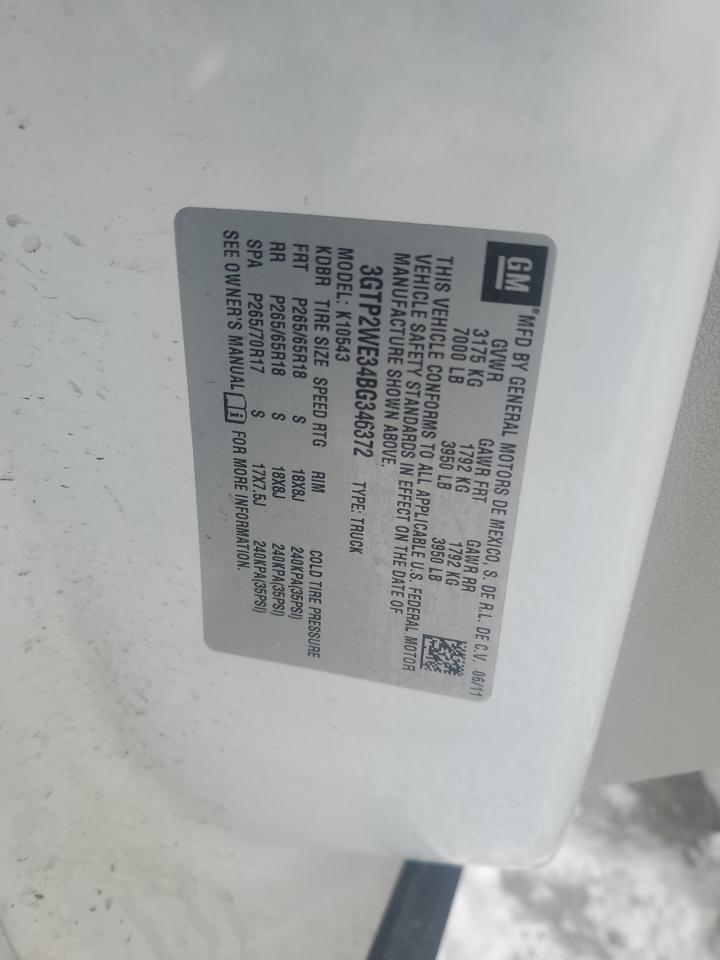 GM ® MFD BY GENERAL MOTORS DE MEXICO, S. DE R.L. DE C.V. 06/11
GVWR GAWR FRT GAWR RR
3175 KG 1792 KG 1792 KG
7000 LB 3950 LB 3950 LB
THIS VEHICLE CONFORMS TO ALL APPLICABLE U.S. FEDERAL MOTOR
VEHICLE SAFETY STANDARDS IN EFFECT ON THE DATE OF
MANUFACTURE SHOWN ABOVE.
3GTP2WE34BG346372 TYPE: TRUCK
MODEL: K10543
KDBR TIRE SIZE SPEED RTG RIM COLD TIRE PRESSURE
FRT P265/65R18 S 18X8J 240KPA(35PSI)
RR P265/65R18 S 18X8J 240KPA(35PSI)
SPA P265/70R17 S 17X7.5J 240KPA(35PSI)
SEE OWNER'S MANUAL i FOR MORE INFORMATION.